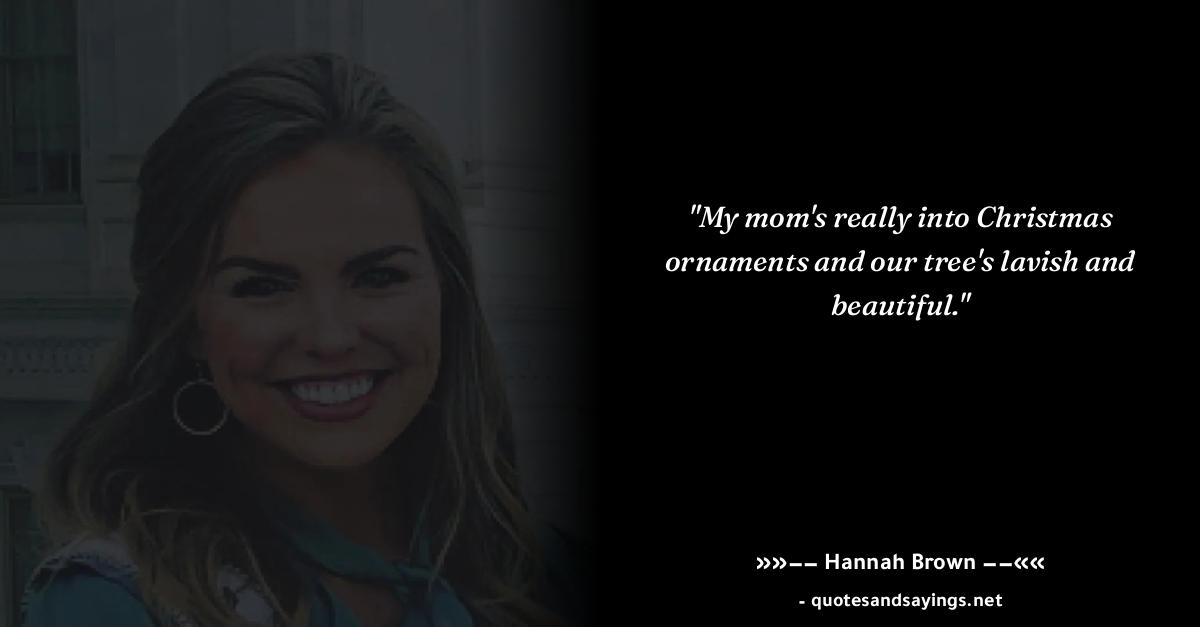 "My mom's really into Christmas
ornaments and our tree's lavish and
beautiful."
»»−− Hannah Brown −−««
- quotesandsayings.net